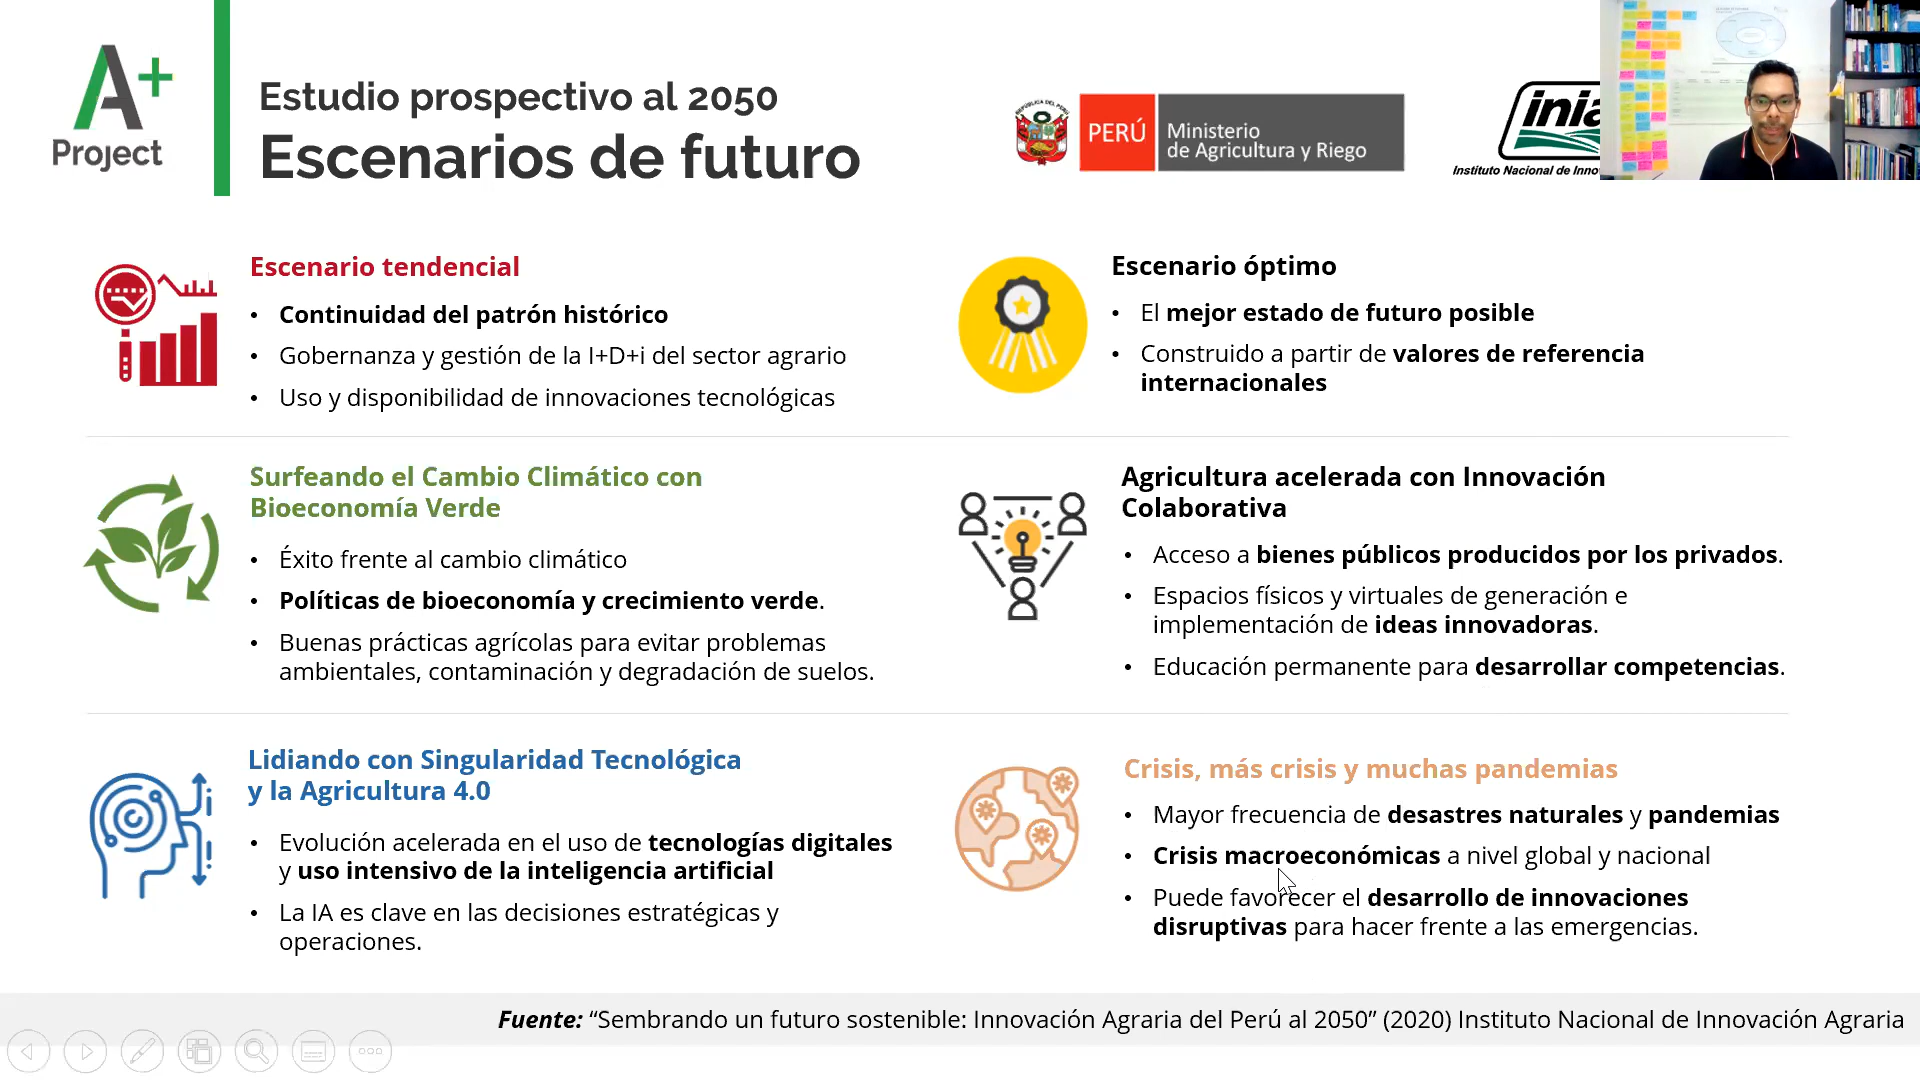 A+
Project
Estudio prospectivo al 2050
Escenarios de futuro
REPÚBLICA DEL PERÚ
PERÚ
Ministerio
de Agricultura y Riego
inia
Instituto Nacional de Inno
Escenario tendencial
• Continuidad del patrón histórico
• Gobernanza y gestión de la I+D+i del sector agrario
• Uso y disponibilidad de innovaciones tecnológicas
Escenario óptimo
• El mejor estado de futuro posible
• Construido a partir de valores de referencia
internacionales
Surfeando el Cambio Climático con
Bioeconomía Verde
• Éxito frente al cambio climático
• Políticas de bioeconomía y crecimiento verde.
• Buenas prácticas agrícolas para evitar problemas
ambientales, contaminación y degradación de suelos.
Agricultura acelerada con Innovación
Colaborativa
• Acceso a bienes públicos producidos por los privados.
• Espacios físicos y virtuales de generación e
implementación de ideas innovadoras.
• Educación permanente para desarrollar competencias.
Lidiando con Singularidad Tecnológica
y la Agricultura 4.0
• Evolución acelerada en el uso de tecnologías digitales
y uso intensivo de la inteligencia artificial
• La IA es clave en las decisiones estratégicas y
operaciones.
Crisis, más crisis y muchas pandemias
• Mayor frecuencia de desastres naturales y pandemias
• Crisis macroeconómicas a nivel global y nacional
• Puede favorecer el desarrollo de innovaciones
disruptivas para hacer frente a las emergencias.
Fuente: “Sembrando un futuro sostenible: Innovación Agraria del Perú al 2050” (2020) Instituto Nacional de Innovación Agraria